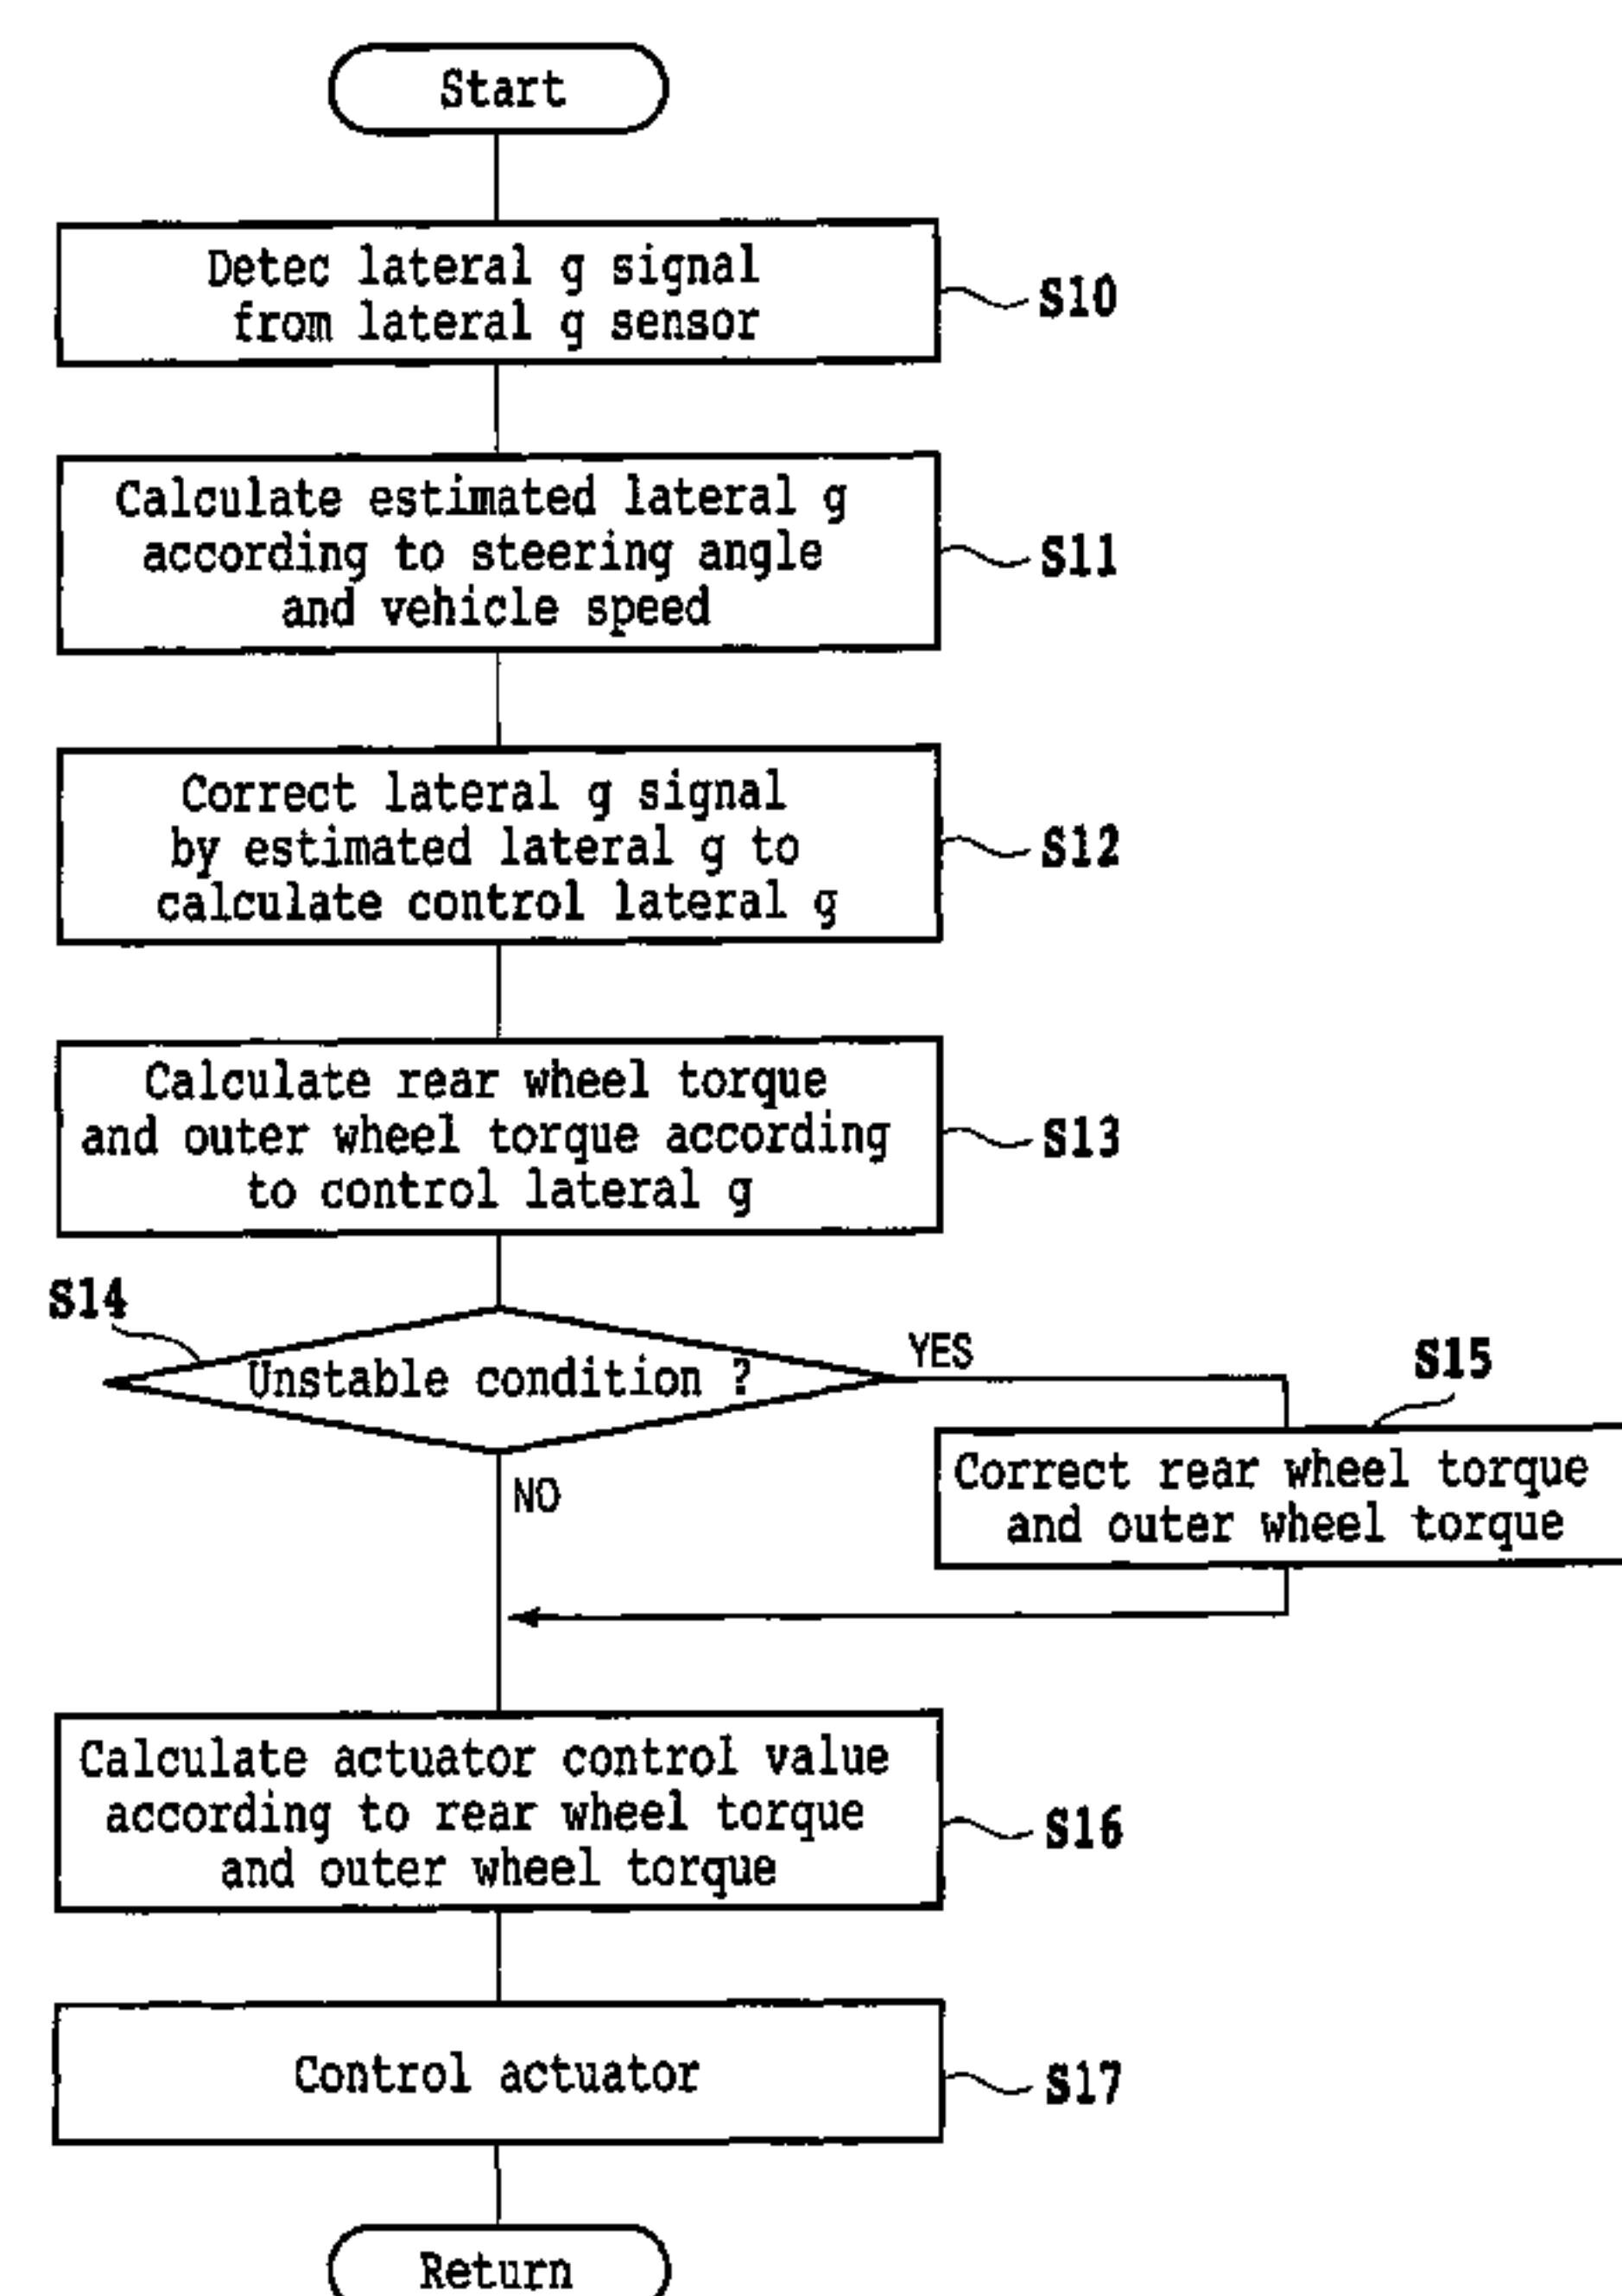 Start
Detec lateral g signal
from lateral g sensor
S10
Calculate estimated lateral g
according to steering angle
and vehicle speed
S11
Correct lateral g signal
by estimated lateral g to
calculate control lateral g
S12
Calculate rear wheel torque
and outer wheel torque according
to control lateral g
S13
S14
Unstable condition ?
YES
S15
Correct rear wheel torque
and outer wheel torque
NO
Calculate actuator control value
according to rear wheel torque
and outer wheel torque
S16
Control actuator
S17
Return